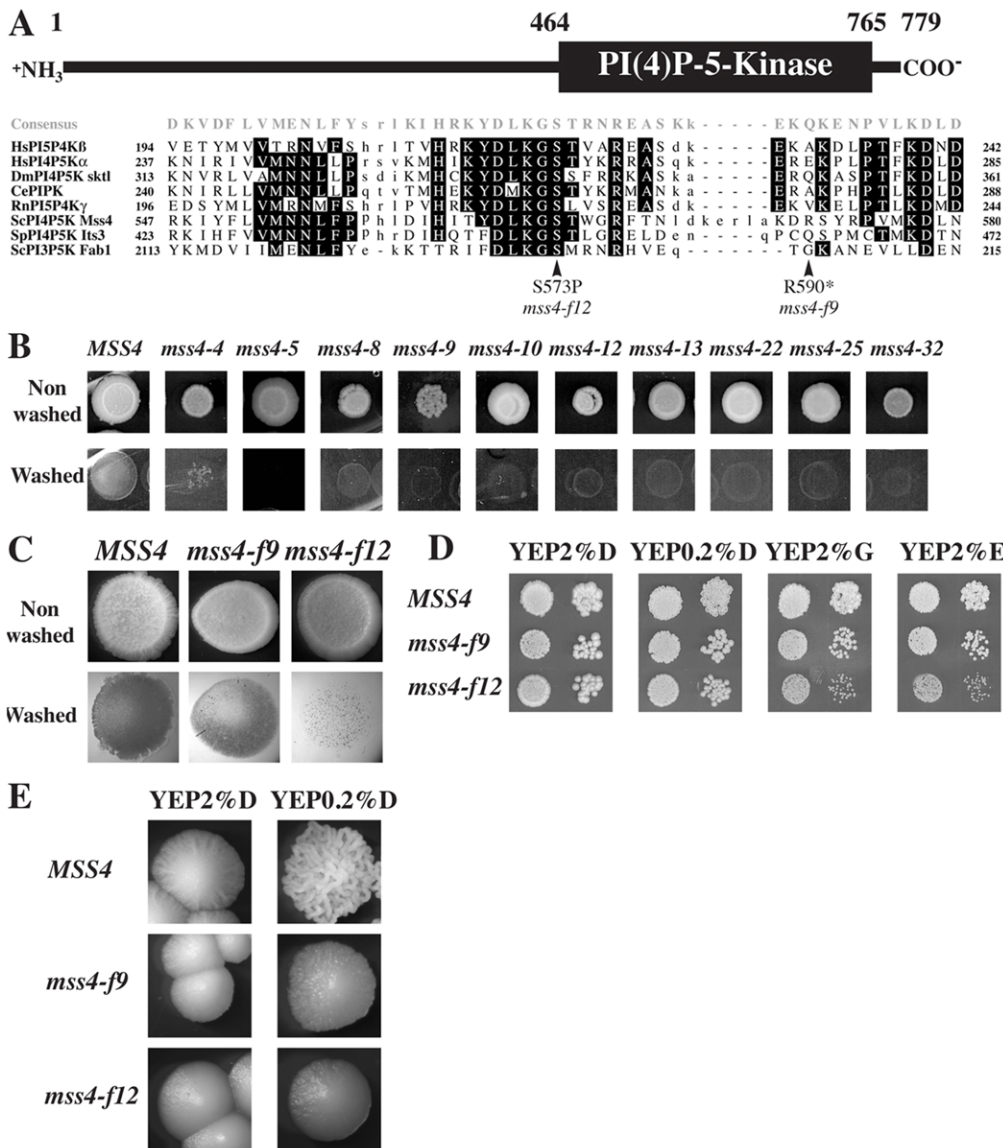 A 1 464 765 779
+NH3 PI(4)P-5-Kinase COO-
Consensus D K V D F L V M E N L F Y s r l K I H R K Y D L K G S T R N R E A S K k - - - - - E K Q K E N P V L K D L D
HsPI5P4Kß 194 V E T Y M V V T R N V F S h r l T V H R K Y D L K G S T V A R E A S d k - - - - - E K A K D L P T F K D N D 242
HsPI4P5Kα 237 K N I R I V V M N N L L P r s v K M H I K Y D L K G S T Y K R R A S q k - - - - - E R E K P L P T F K D L D 285
DmPI4P5K sktl 313 K N V R L V A M N N L L P s d i K M H C K Y D L K G S S F R R K A S k a - - - - - E R Q K A S P T F K D L D 361
CePIPK 240 K N I R L L V M N N L L P q t v T M H E K Y D M K G S T Y K R M A N k a - - - - - E R A K A S P T F K D L D 288
RnPI5P4Kγ 196 E D S Y M L V M R N M F S h r l T V H R K Y D L K G S L V S R E A S d k - - - - - E K V K E L P T L K D M D 244
ScPI4P5K Mss4 547 R K I Y F L V M N N L F P p h l D I H I T Y D L K G S T W G R F T N l d k e r l a K D R S Y R P V M K D L N 580
SpPI4P5K Its3 423 R K I H F V V M N N L F P p h r D I H Q T F D L K G S T L G R E L D e n - - - - q P C Q S P M C T M K D T N 472
ScPI3P5K Fab1 2113 Y K M D V I I M E N L F Y e - k K T T R I F D L K G S M R N R H V E q - - - - - - T G K A N E V L L D E N 215
S573P R590*
mss4-f12 mss4-f9
B MSS4 mss4-4 mss4-5 mss4-8 mss4-9 mss4-10 mss4-12 mss4-13 mss4-22 mss4-25 mss4-32
Non
washed
Washed
C MSS4 mss4-f9 mss4-f12
Non
washed
Washed
D YEP2%D YEP0.2%D YEP2%G YEP2%E
MSS4
mss4-f9
mss4-f12
E YEP2%D YEP0.2%D
MSS4
mss4-f9
mss4-f12